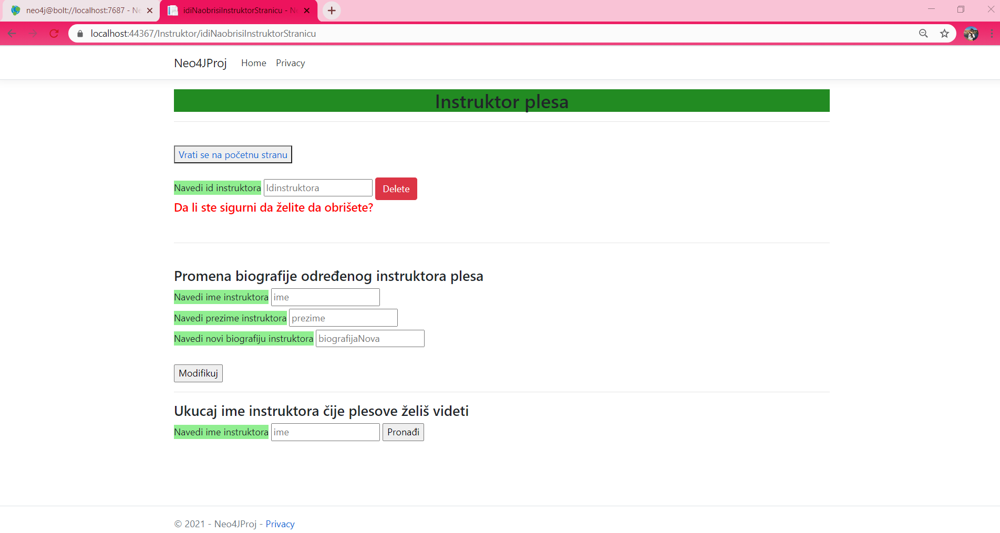 neo4j@bolt://localhost:7687 - Ne
idiNaobrisiInstruktorStranicu - Ne
localhost:44367/Instruktor/idiNaobrisiInstruktorStranicu
Neo4JProj Home Privacy
Instruktor plesa
Vrati se na početnu stranu
Navedi id instruktora Idinstruktora Delete
Da li ste sigurni da želite da obrišete?
Promena biografije određenog instruktora plesa
Navedi ime instruktora ime
Navedi prezime instruktora prezime
Navedi novi biografiju instruktora biografijaNova
Modifikuj
Ukucaj ime instruktora čije plesove želiš videti
Navedi ime instruktora ime Pronađi
© 2021 - Neo4JProj - Privacy